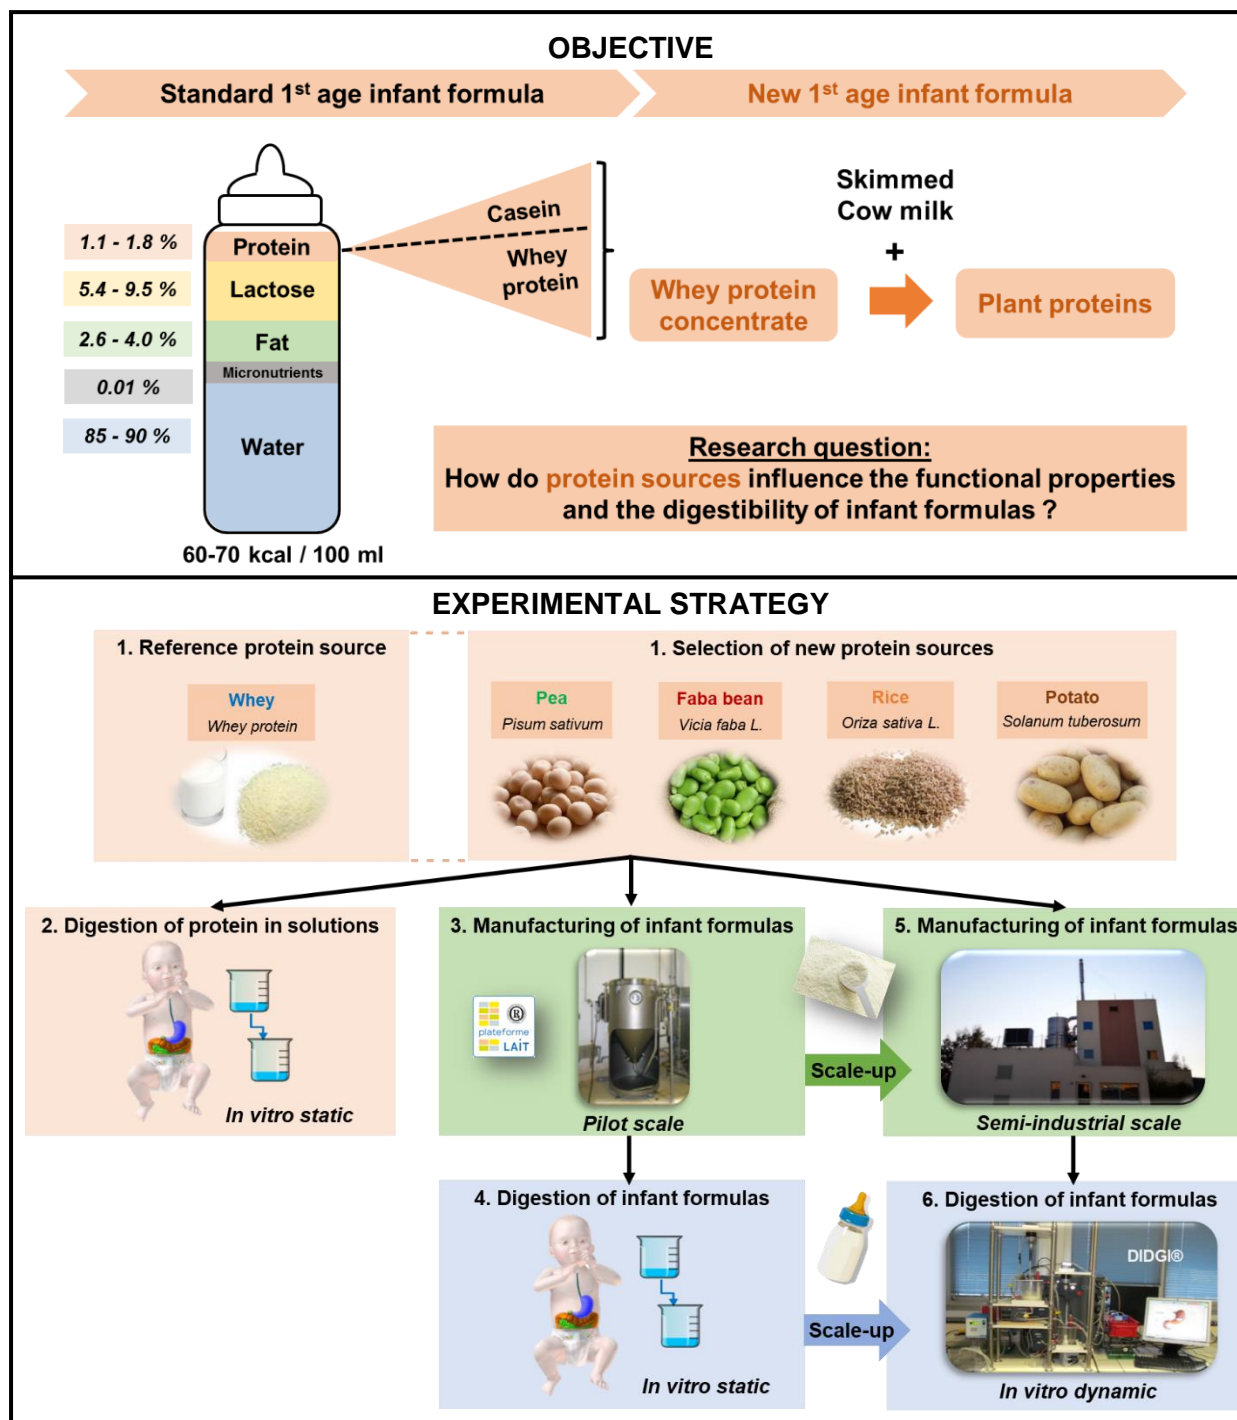 OBJECTIVE
Standard 1st age infant formula
New 1st age infant formula
1.1 - 1.8 %
5.4 - 9.5 %
2.6 - 4.0 %
0.01 %
85 - 90 %
Protein
Lactose
Fat
Micronutrients
Water
60-70 kcal / 100 ml
Casein
Whey
protein
Skimmed
Cow milk
+
Whey protein
concentrate
Plant proteins
Research question:
How do protein sources influence the functional properties
and the digestibility of infant formulas ?
EXPERIMENTAL STRATEGY
1. Reference protein source
Whey
Whey protein
1. Selection of new protein sources
Pea
Pisum sativum
Faba bean
Vicia faba L.
Rice
Oriza sativa L.
Potato
Solanum tuberosum
2. Digestion of protein in solutions
In vitro static
3. Manufacturing of infant formulas
®
plateforme
LAIT
Pilot scale
Scale-up
5. Manufacturing of infant formulas
Semi-industrial scale
4. Digestion of infant formulas
In vitro static
Scale-up
6. Digestion of infant formulas
DIDGI®
In vitro dynamic